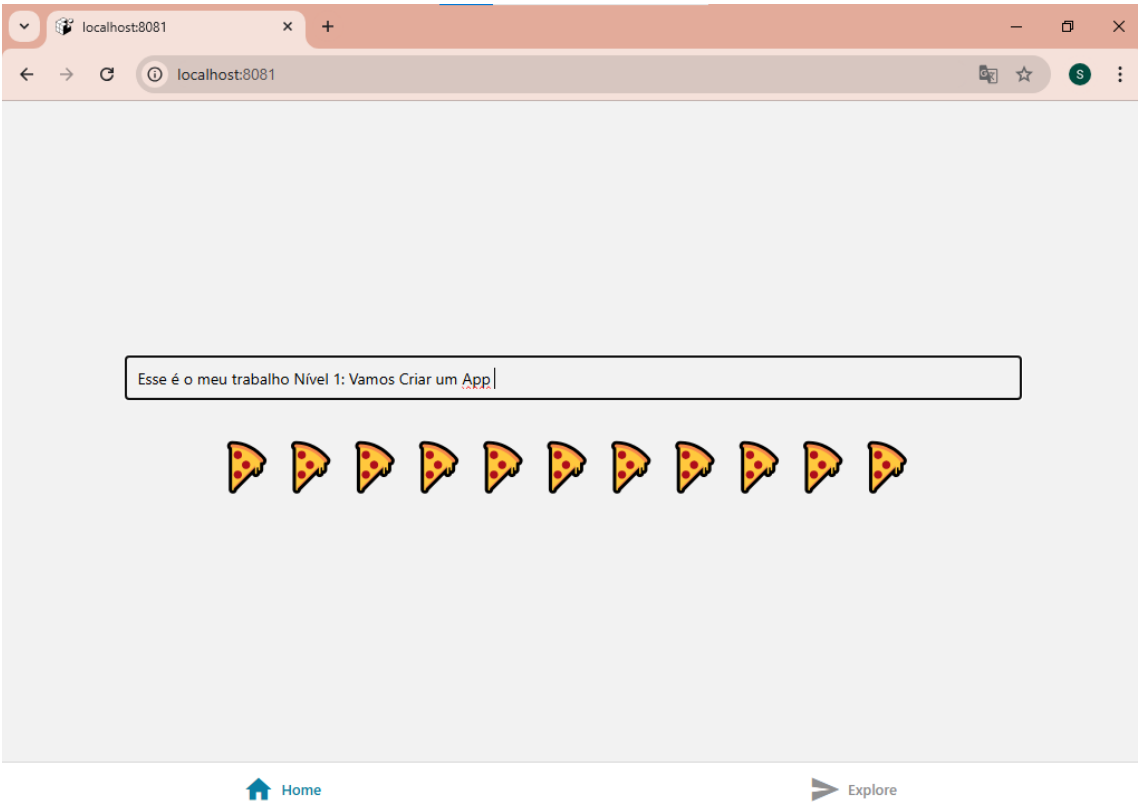 localhost:8081
localhost:8081
S
Esse é o meu trabalho Nível 1: Vamos Criar um App
🍕 🍕 🍕 🍕 🍕 🍕 🍕 🍕 🍕 🍕 🍕
Home
Explore